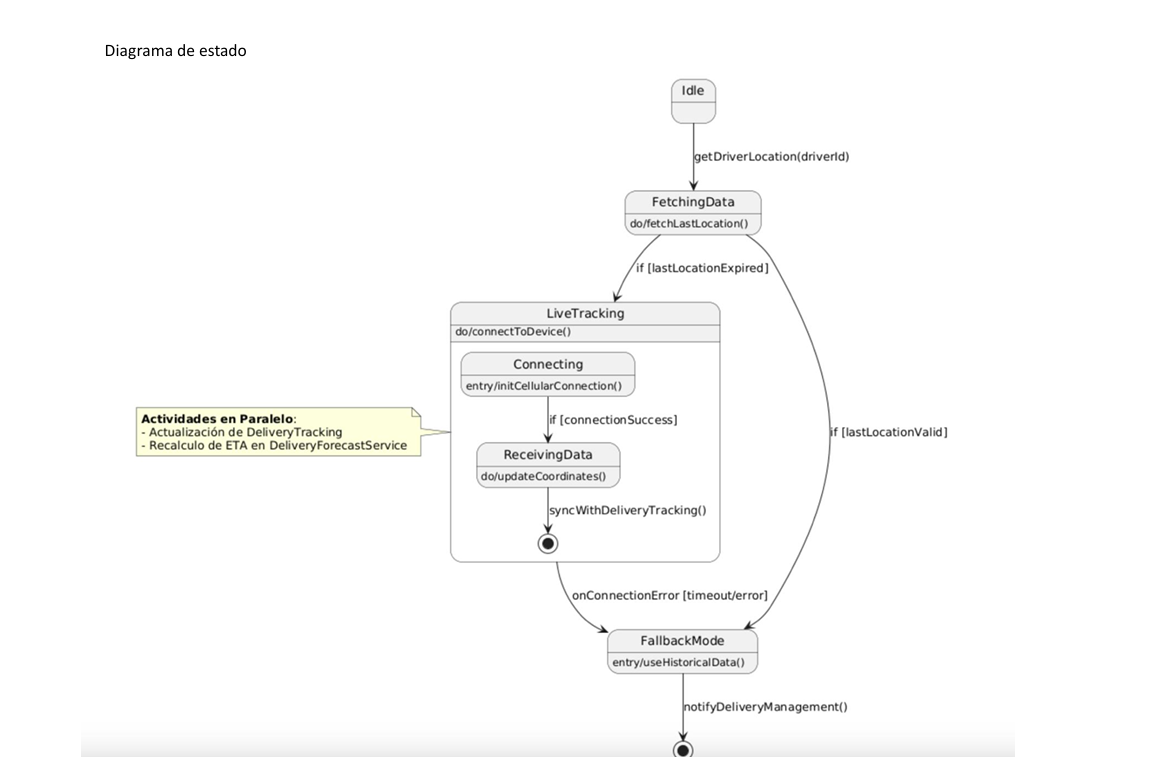 Diagrama de estado
Idle
getDriverLocation(driverId)
FetchingData
do/fetchLastLocation()
if [lastLocationExpired]
LiveTracking
do/connectToDevice()
Connecting
entry/initCellularConnection()
Actividades en Paralelo:
- Actualización de DeliveryTracking
- Recalculo de ETA en DeliveryForecastService
if [connectionSuccess]
if [lastLocationValid]
ReceivingData
do/updateCoordinates()
syncWithDeliveryTracking()
onConnectionError [timeout/error]
FallbackMode
entry/useHistoricalData()
notifyDeliveryManagement()